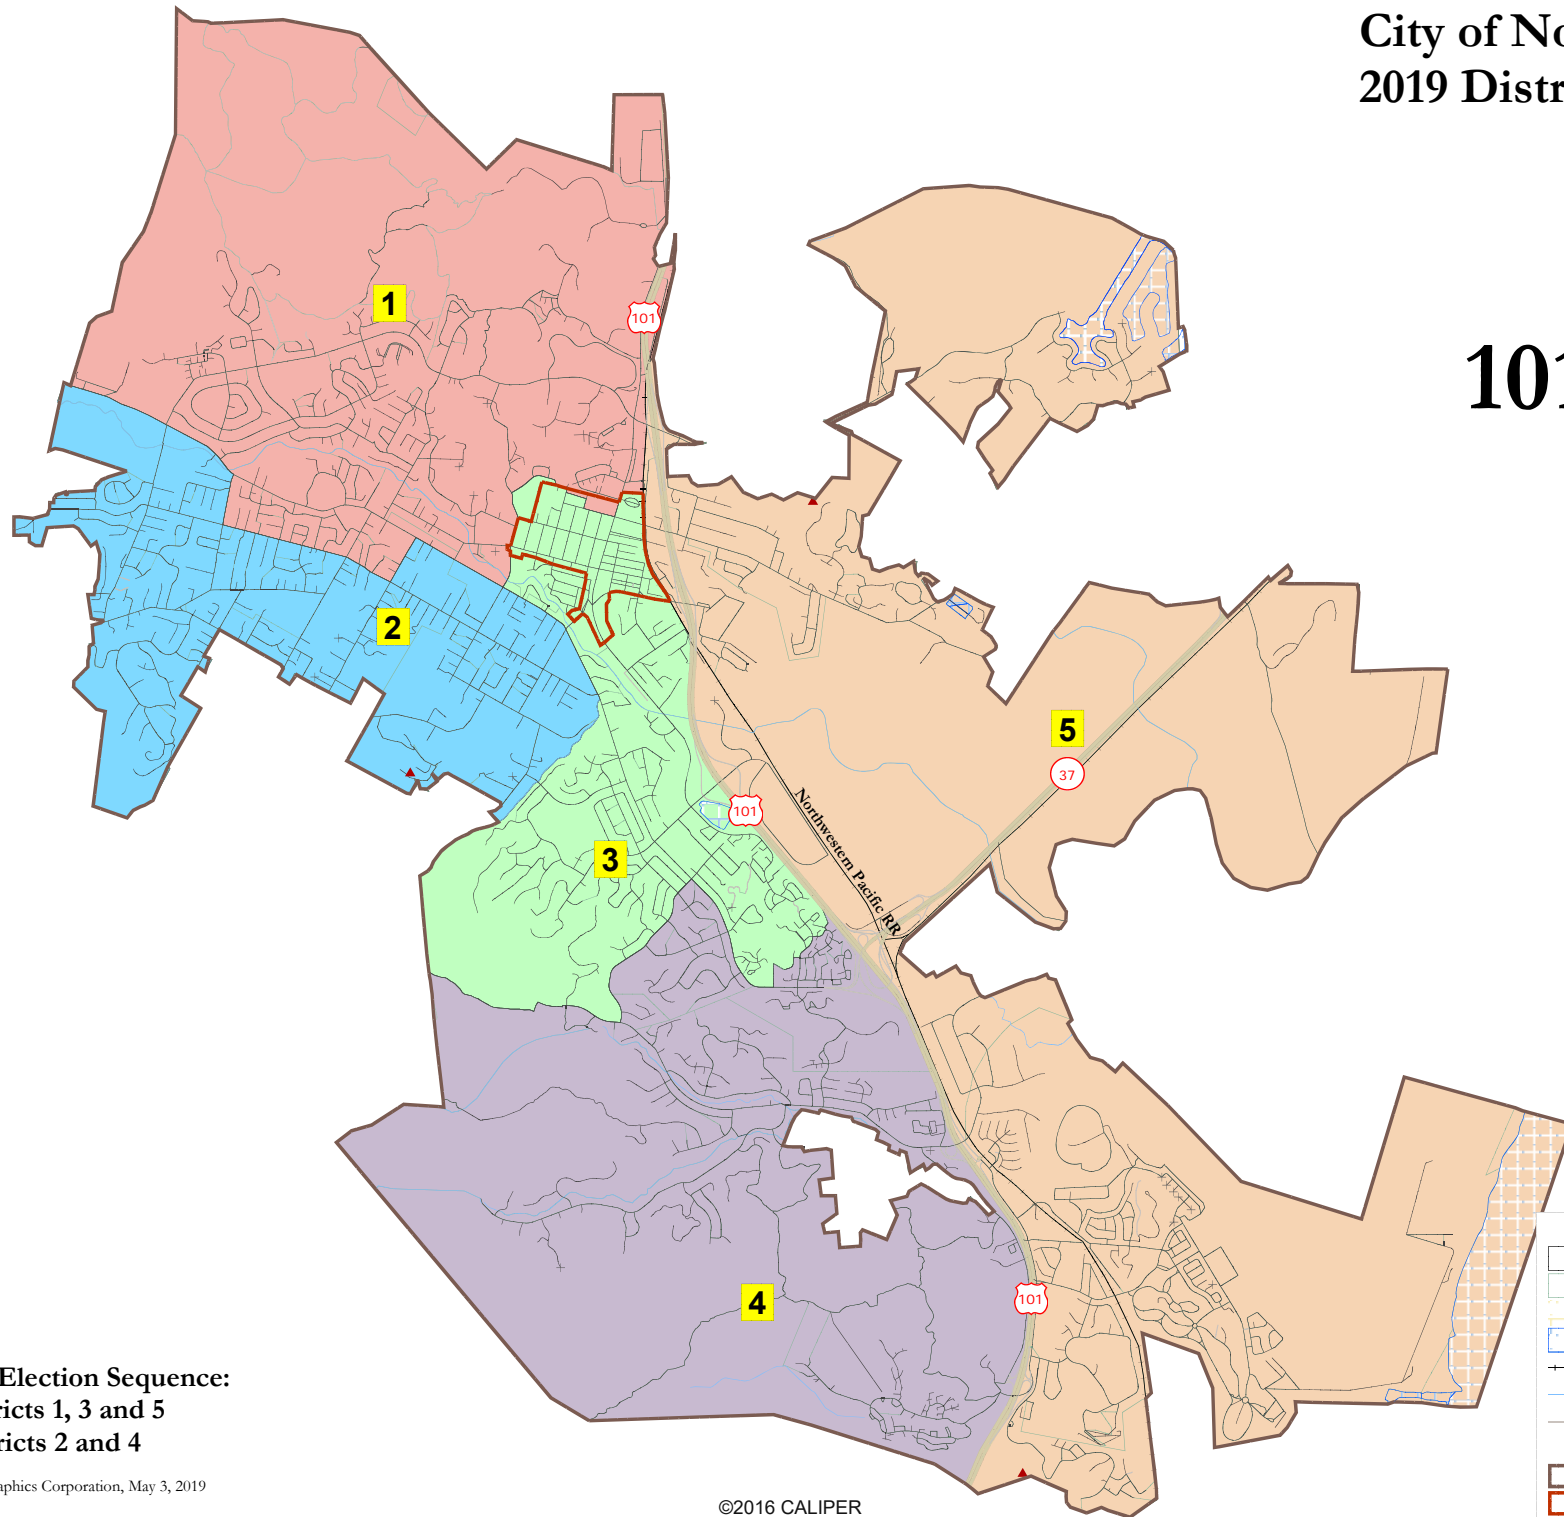 City of No
2019 Distr
101
1
101
2
5
37
101
Northwestern Pacific RR
3
4
101
Election Sequence:
ricts 1, 3 and 5
ricts 2 and 4
aphics Corporation, May 3, 2019
©2016 CALIPER